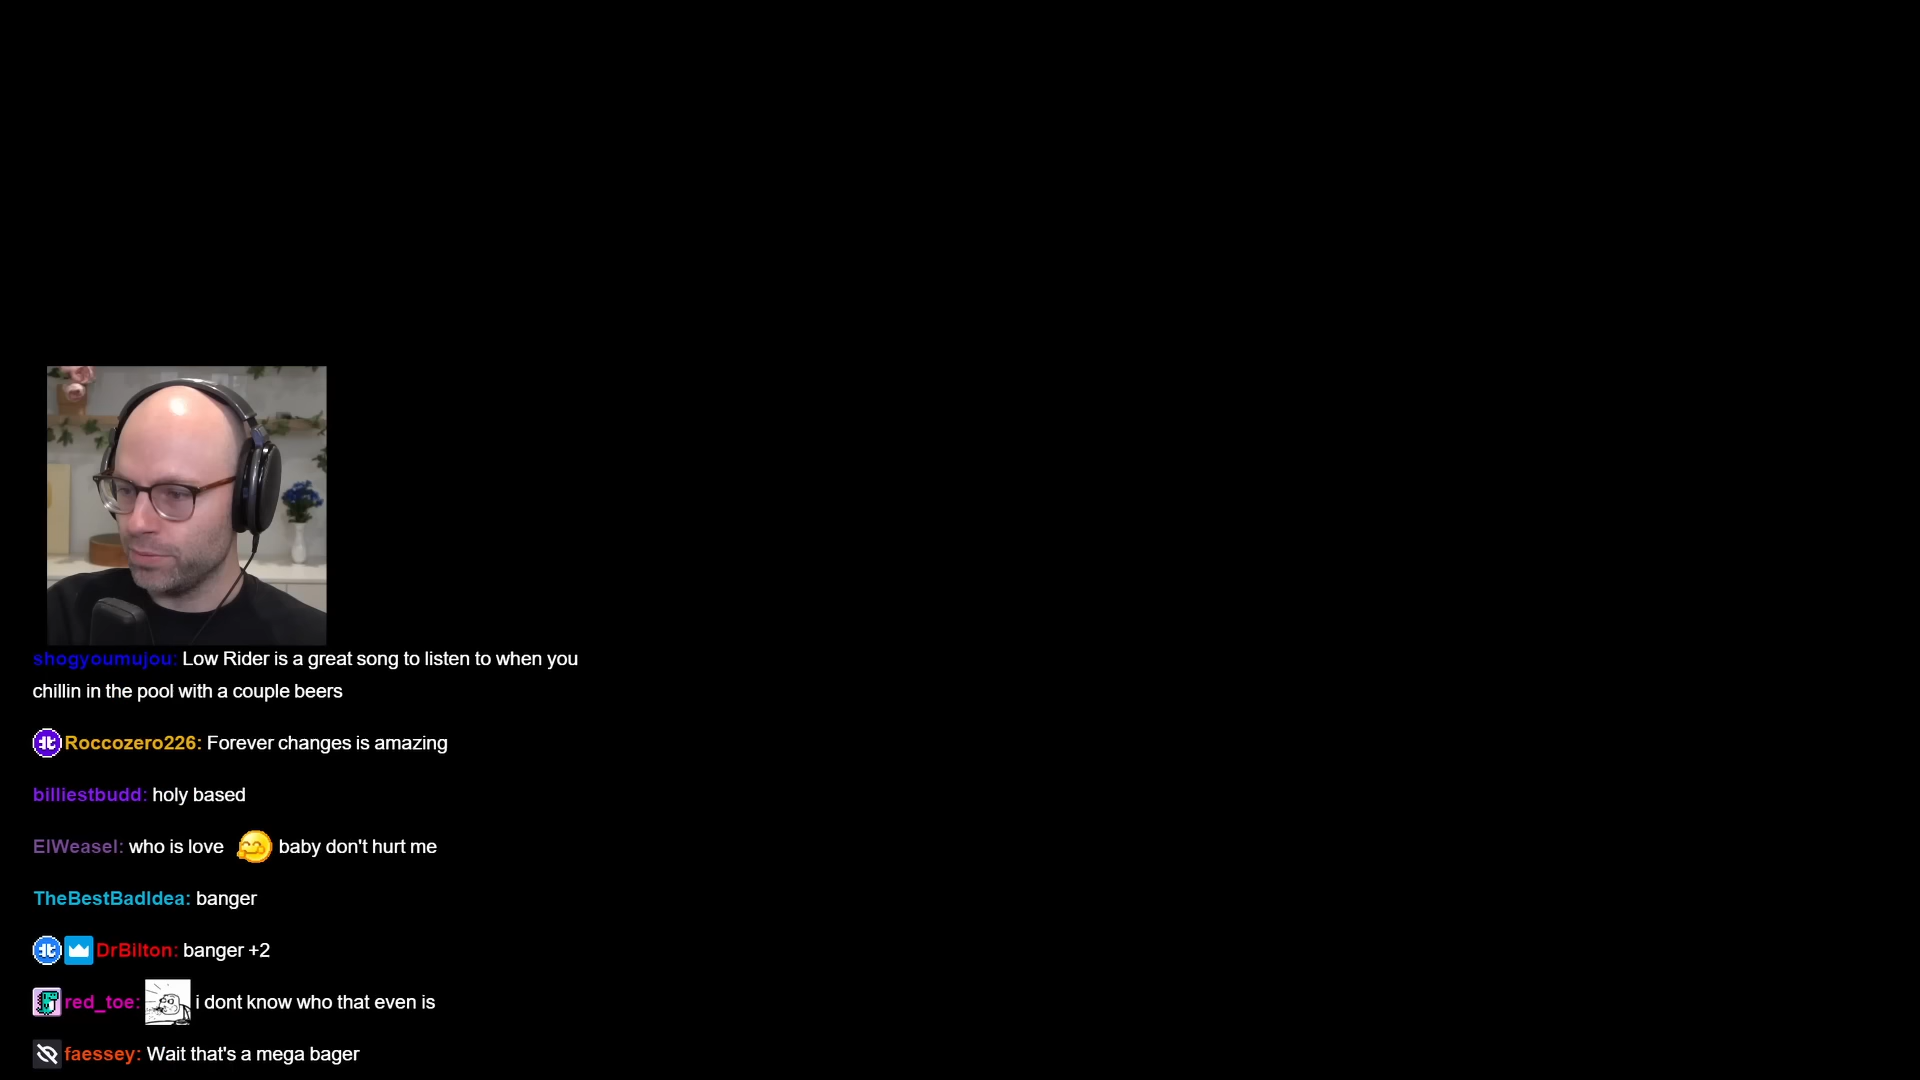 shogyoumujou: Low Rider is a great song to listen to when you
chillin in the pool with a couple beers
Roccozero226: Forever changes is amazing
billiestbudd: holy based
ElWeasel: who is love baby don't hurt me
TheBestBadIdea: banger
DrBilton: banger +2
red_toe: i dont know who that even is
faessey: Wait that's a mega bager